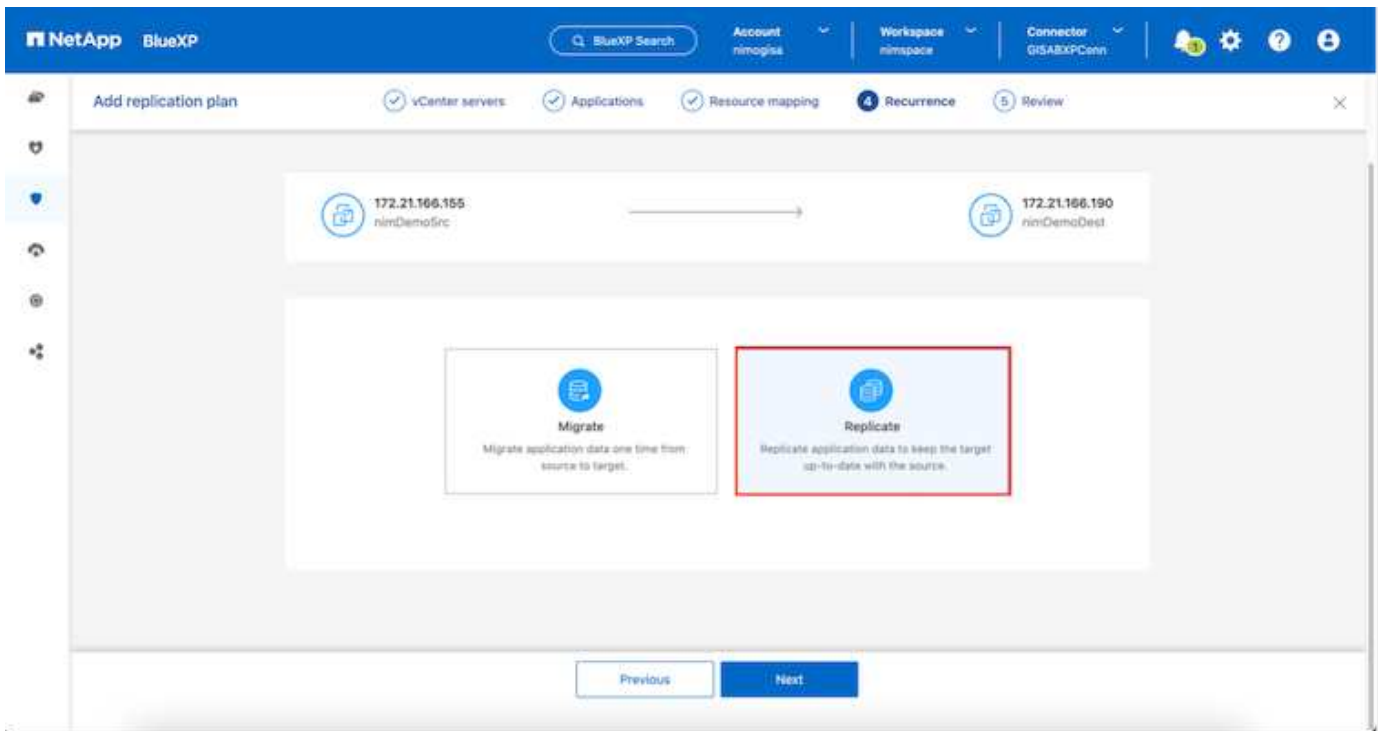 NetApp BlueXP
BlueXP Search
Account
nimogisa
Workspace
nimspace
Connector
GISABXPConn
1
Add replication plan
vCenter servers
Applications
Resource mapping
4 Recurrence
5 Review
172.21.166.155
nimDemoSrc
172.21.166.190
nimDemoDest
Migrate
Migrate application data one time from
source to target.
Replicate
Replicate application data to keep the target
up-to-date with the source.
Previous
Next